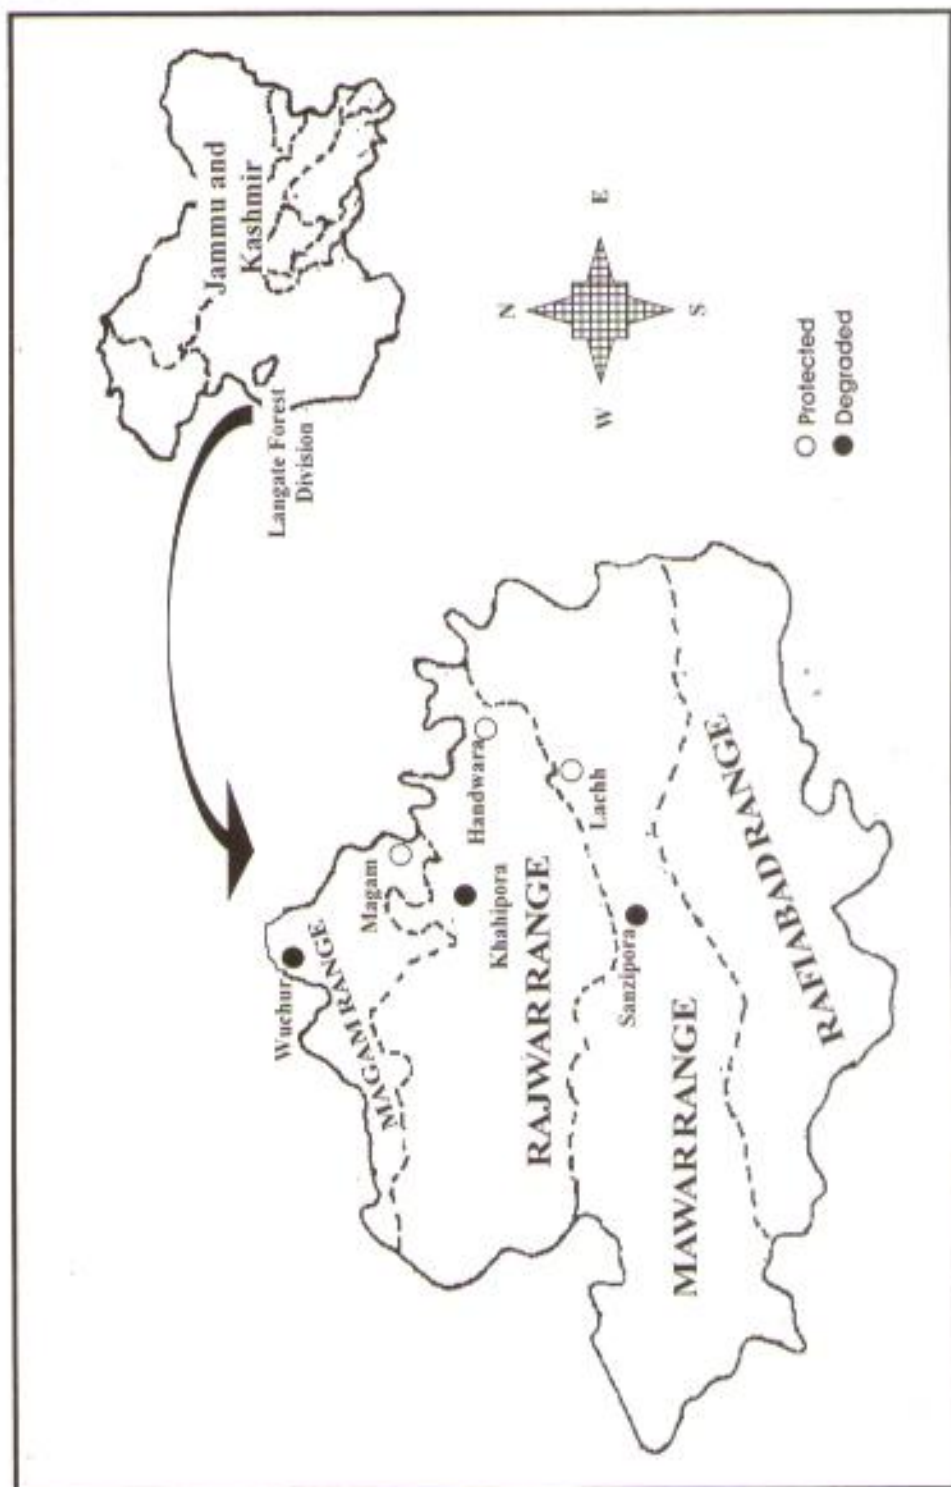 Jammu and
Kashmir
Langate Forest
Division
N
W
E
S
Protected
Degraded
Wuchur
MAGAM RANGE
Magam
Handwara
Khahipora
RAJWAR RANGE
Lachh
Sanzipora
MAWAR RANGE
RAFIABAD RANGE